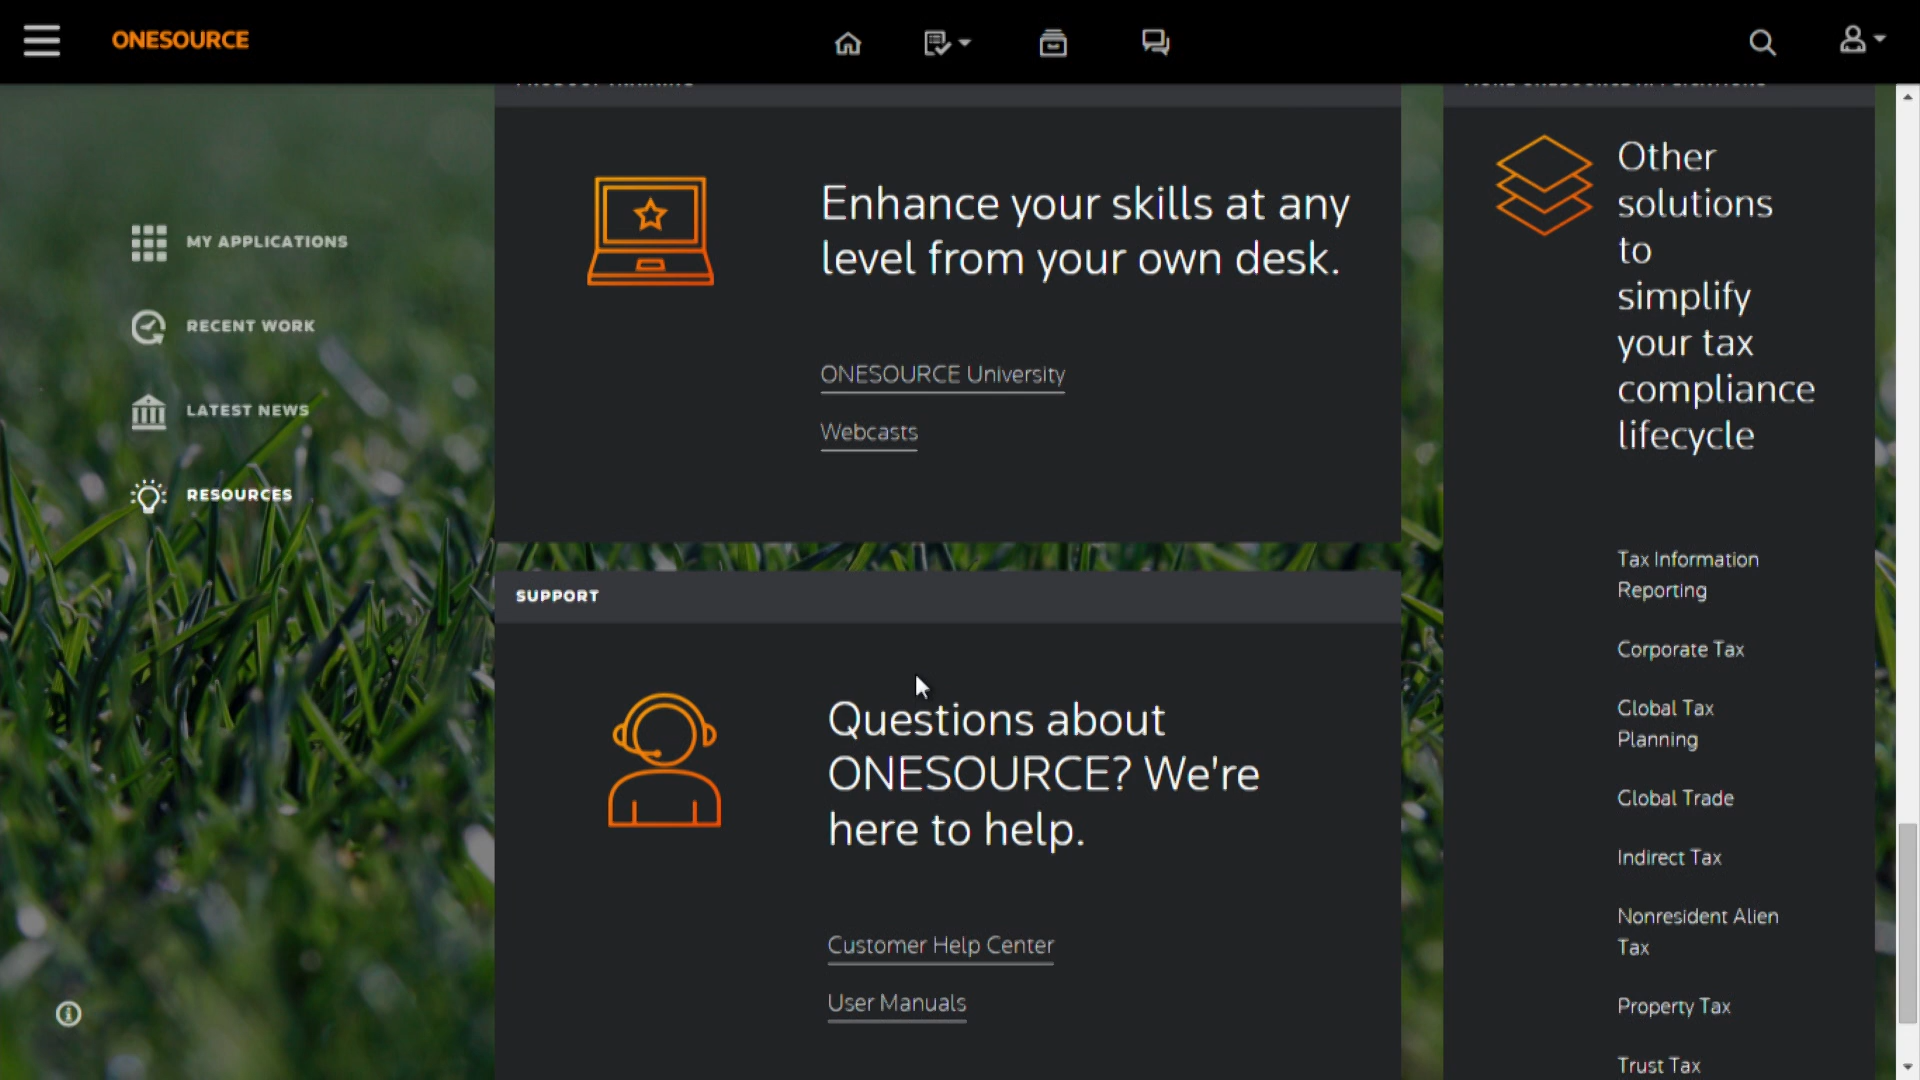 ONESOURCE
MY APPLICATIONS
RECENT WORK
LATEST NEWS
RESOURCES
Enhance your skills at any
level from your own desk.
ONESOURCE University
Webcasts
SUPPORT
Questions about
ONESOURCE? We're
here to help.
Customer Help Center
User Manuals
Other
solutions
to
simplify
your tax
compliance
lifecycle
Tax Information
Reporting
Corporate Tax
Global Tax
Planning
Global Trade
Indirect Tax
Nonresident Alien
Tax
Property Tax
Trust Tax